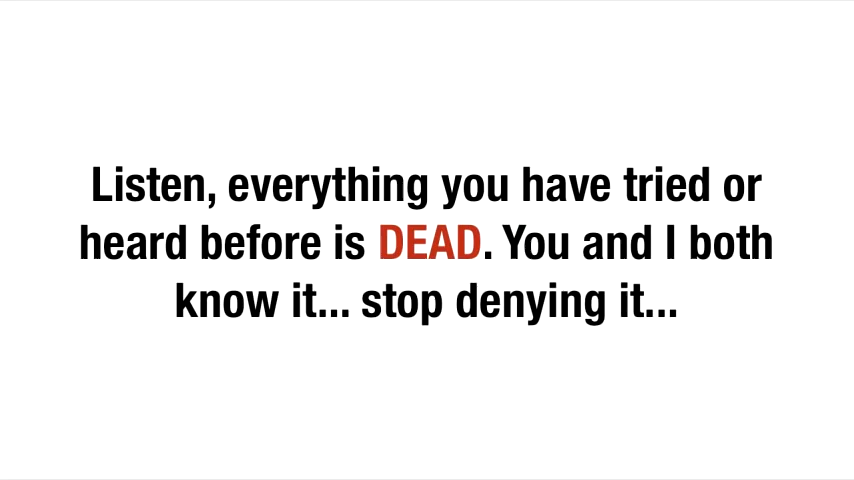 Listen, everything you have tried or
heard before is DEAD. You and I both
know it... stop denying it...